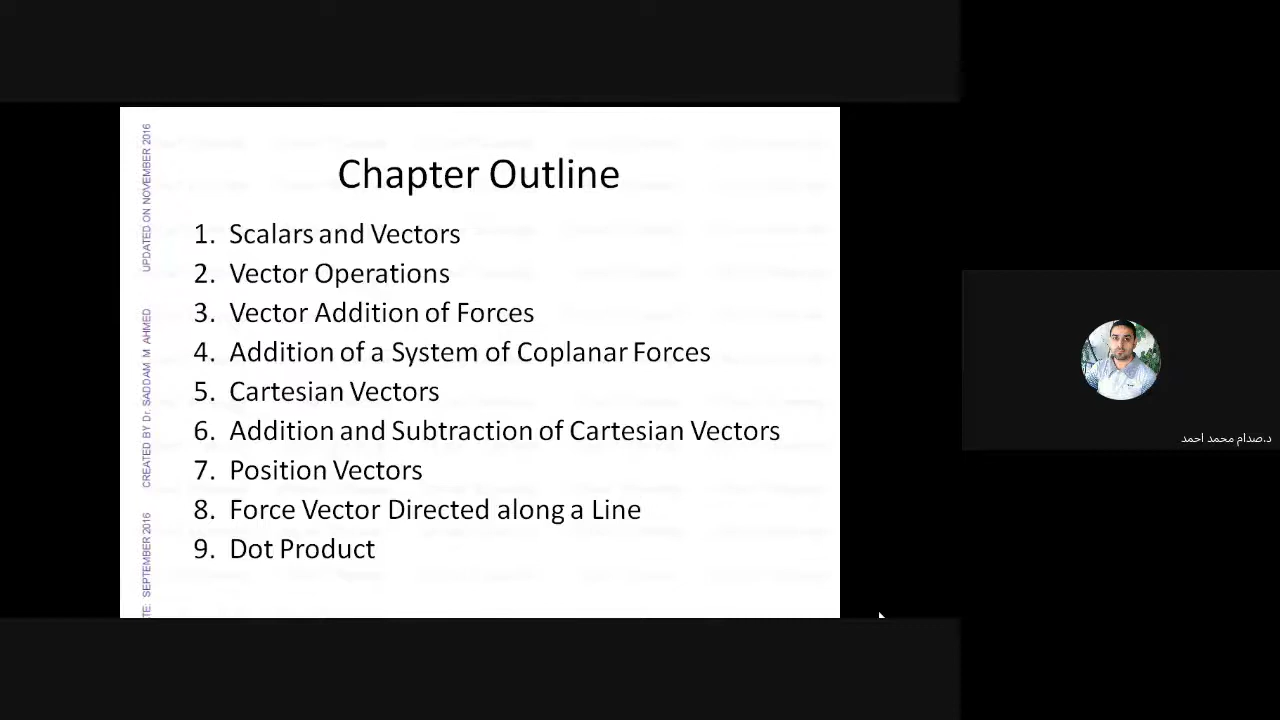 Chapter Outline
1. Scalars and Vectors
2. Vector Operations
3. Vector Addition of Forces
4. Addition of a System of Coplanar Forces
5. Cartesian Vectors
6. Addition and Subtraction of Cartesian Vectors
7. Position Vectors
8. Force Vector Directed along a Line
9. Dot Product
TE: SEPTEMBER 2016 CREATED BY Dr. SADDAM M AHMED UPDATED ON NOVEMBER 2016
د.صدام محمد احمد